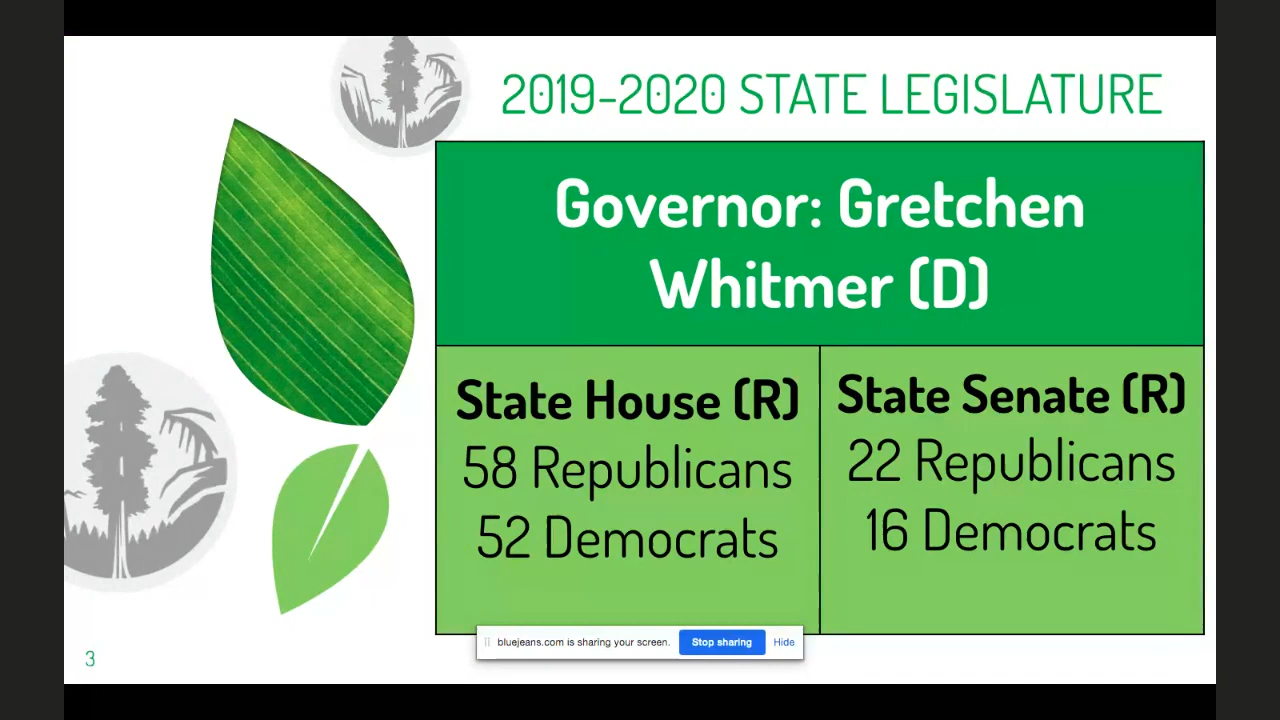 2019-2020 STATE LEGISLATURE
Governor: Gretchen
Whitmer (D)
State House (R)
58 Republicans
52 Democrats
State Senate (R)
22 Republicans
16 Democrats
bluejeans.com is sharing your screen. Stop sharing Hide
3